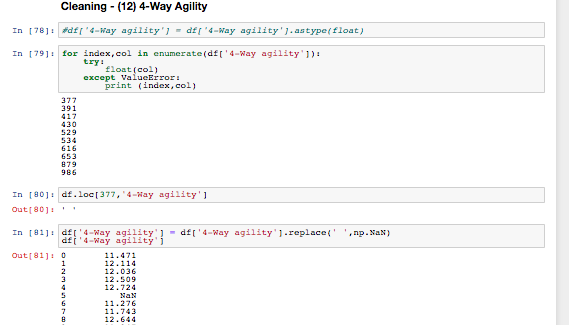 Cleaning - (12) 4-Way Agility
In [78]: #df['4-Way agility'] = df['4-Way agility'].astype(float)
In [79]: for index,col in enumerate(df['4-Way agility']):
try:
float(col)
except ValueError:
print (index,col)
377
391
417
430
529
534
616
653
879
986
In [80]: df.loc[377,'4-Way agility']
Out[80]: ' '
In [81]: df['4-Way agility'] = df['4-Way agility'].replace(' ',np.NaN)
df['4-Way agility']
Out[81]: 0 11.471
1 12.114
2 12.036
3 12.509
4 12.724
5 NaN
6 11.276
7 11.743
8 12.644